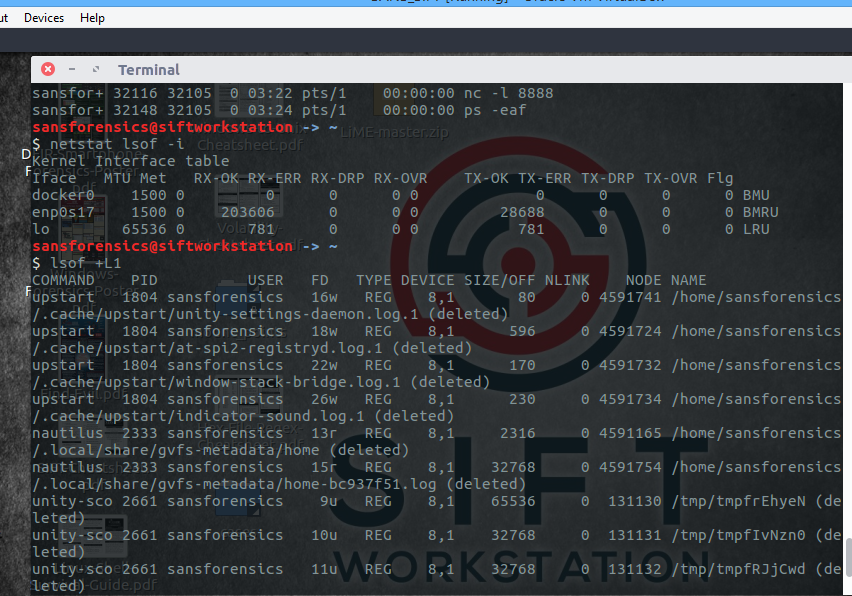 LiME_SIFT [Running] - Oracle VM VirtualBox
ut Devices Help
Terminal
sansfor+ 32116 32105  0 03:22 pts/1    00:00:00 nc -l 8888
sansfor+ 32148 32105  0 03:24 pts/1    00:00:00 ps -eaf
sansforensics@siftworkstation -> ~
$ netstat lsof -i
Kernel Interface table
Iface   MTU Met   RX-OK RX-ERR RX-DRP RX-OVR    TX-OK TX-ERR TX-DRP TX-OVR Flg
docker0    1500 0         0      0      0 0             0      0      0      0 BMU
enp0s17    1500 0    203606      0      0 0         28688      0      0      0 BMRU
lo        65536 0       781      0      0 0           781      0      0      0 LRU
sansforensics@siftworkstation -> ~
$ lsof +L1
COMMAND    PID          USER   FD   TYPE DEVICE SIZE/OFF NLINK    NODE NAME
upstart   1804 sansforensics   16w   REG    8,1       80     0 4591741 /home/sansforensics
/.cache/upstart/unity-settings-daemon.log.1 (deleted)
upstart   1804 sansforensics   18w   REG    8,1      596     0 4591724 /home/sansforensics
/.cache/upstart/at-spi2-registryd.log.1 (deleted)
upstart   1804 sansforensics   22w   REG    8,1      170     0 4591732 /home/sansforensics
/.cache/upstart/window-stack-bridge.log.1 (deleted)
upstart   1804 sansforensics   26w   REG    8,1      230     0 4591734 /home/sansforensics
/.cache/upstart/indicator-sound.log.1 (deleted)
nautilus  2333 sansforensics   13r   REG    8,1     2316     0 4591165 /home/sansforensics
/.local/share/gvfs-metadata/home (deleted)
nautilus  2333 sansforensics   15r   REG    8,1    32768     0 4591754 /home/sansforensics
/.local/share/gvfs-metadata/home-bc937f51.log (deleted)
unity-sco 2661 sansforensics    9u   REG    8,1    65536     0  131130 /tmp/tmpfrEhyeN (de
leted)
unity-sco 2661 sansforensics   10u   REG    8,1    32768     0  131131 /tmp/tmpfIvNzn0 (de
leted)
unity-sco 2661 sansforensics   11u   REG    8,1    32768     0  131132 /tmp/tmpfRJjCwd (de
leted)
LiME-master.zip
Cheatsheet.pdf
SIFT
WORKSTATION